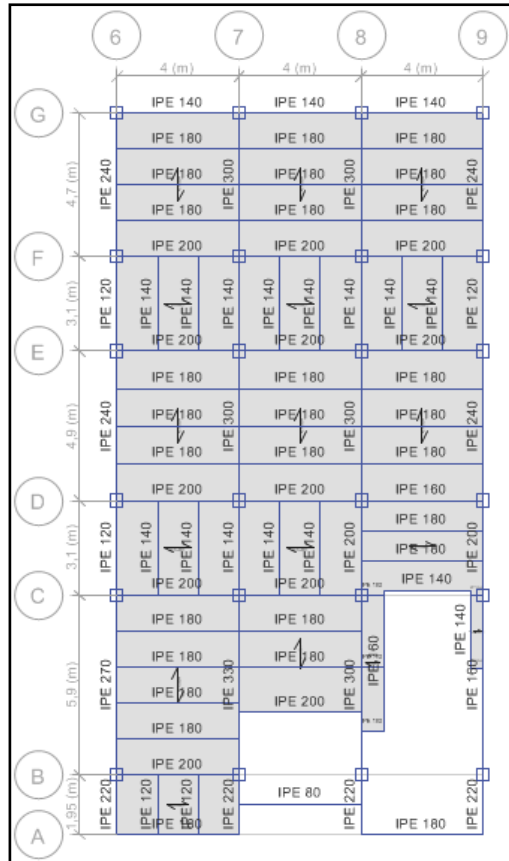 6 7 8 9
4 (m) 4 (m) 4 (m)
G IPE 140 IPE 140 IPE 140
IPE 180 IPE 180 IPE 180
4,7 (m) IPE 240 IPE 180 IPE 300 IPE 180 IPE 300 IPE 180 IPE 240
IPE 180 IPE 180 IPE 180
F IPE 200 IPE 200 IPE 200
3,1 (m) IPE 120 IPE 140 IPE 140 IPE 140 IPE 140 IPE 140 IPE 140 IPE 140 IPE 140 IPE 120
E IPE 200 IPE 200 IPE 200
IPE 180 IPE 180 IPE 180
4,9 (m) IPE 240 IPE 180 IPE 300 IPE 180 IPE 300 IPE 180 IPE 240
IPE 180 IPE 180 IPE 180
D IPE 200 IPE 200 IPE 160
IPE 180
3,1 (m) IPE 120 IPE 140 IPE 140 IPE 140 IPE 140 IPE 140 IPE 200 IPE 200
IPE 140
C IPE 200 IPE 200
IPE 180 IPE 180 IPE 140
5,9 (m) IPE 270 IPE 180 IPE 330 IPE 180 IPE 300 IPE 160 IPE 160
IPE 180 IPE 200
IPE 180
B IPE 200
1,95 (m) IPE 220 IPE 120 IPE 120 IPE 220 IPE 80 IPE 220 IPE 220
A IPE 180 IPE 180